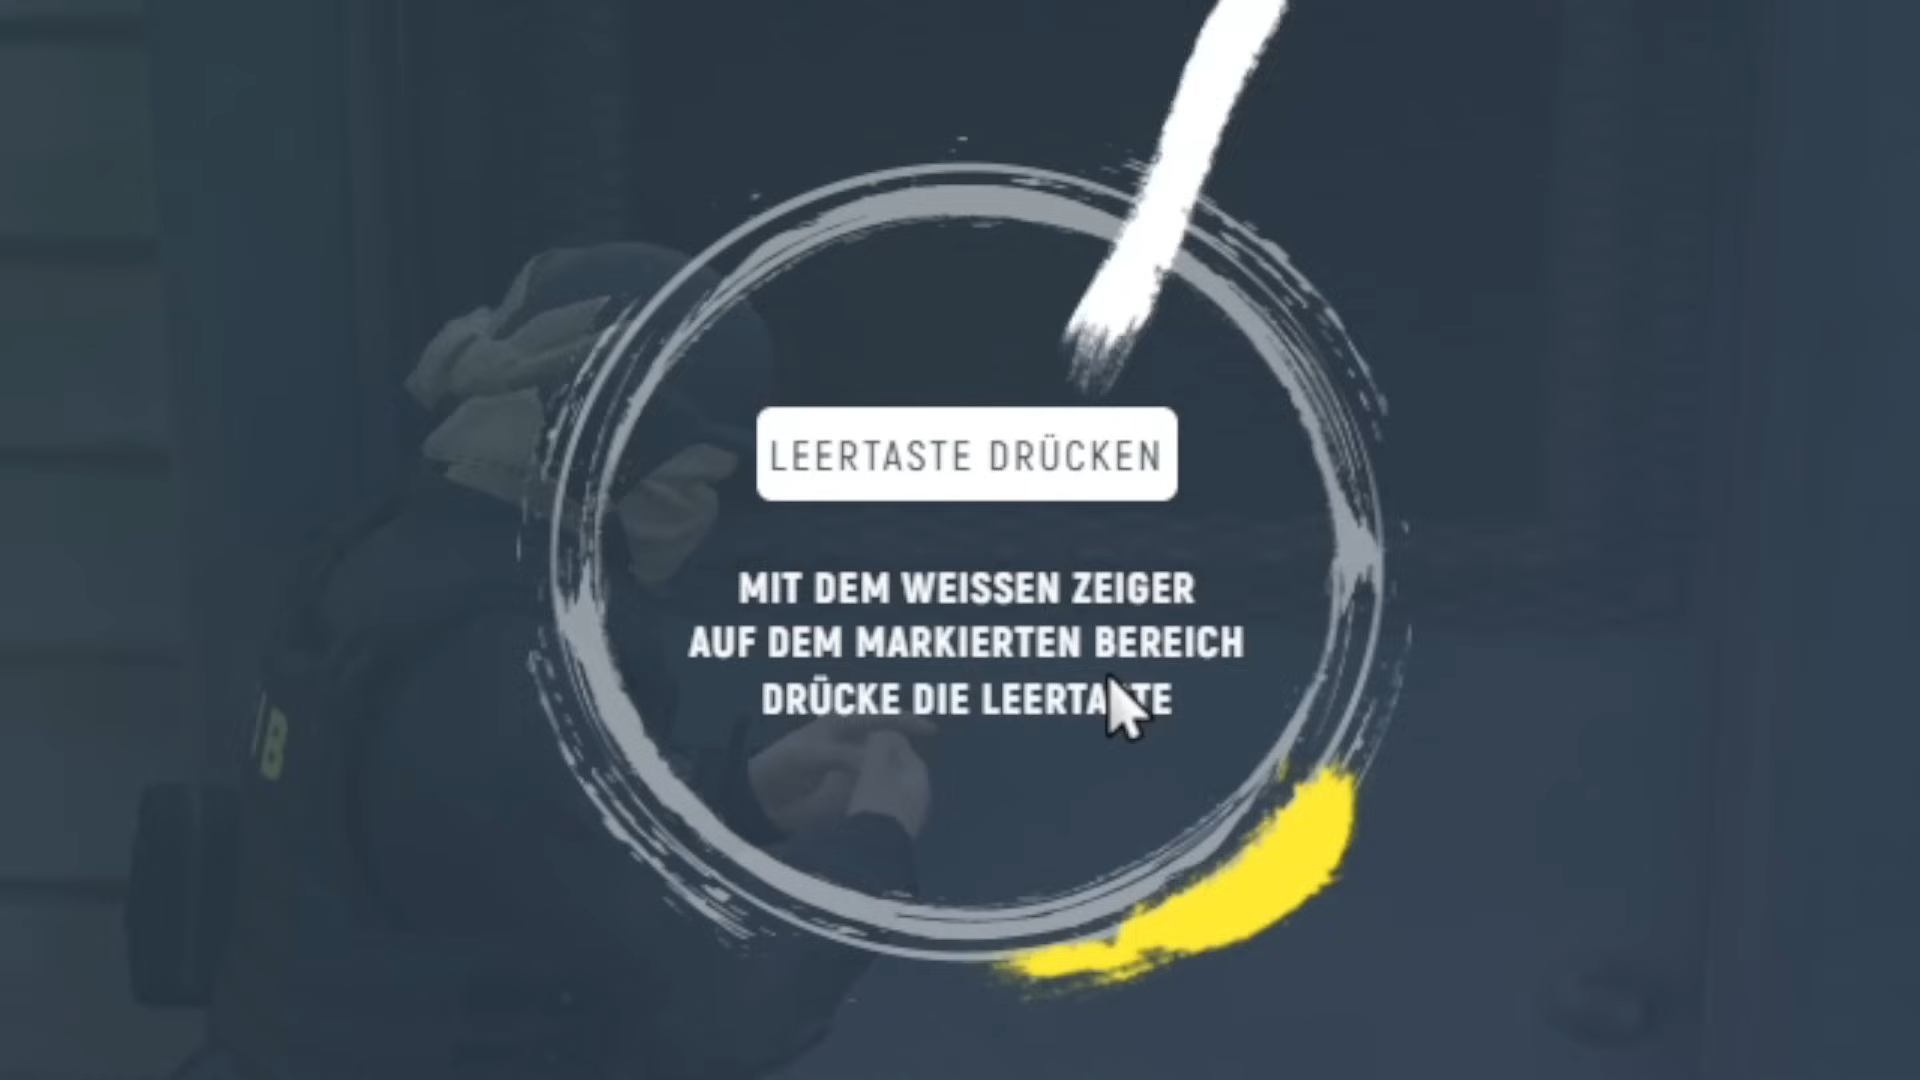 LEERTASTE DRÜCKEN
MIT DEM WEISSEN ZEIGER
AUF DEM MARKIERTEN BEREICH
DRÜCKE DIE LEERTASTE
B